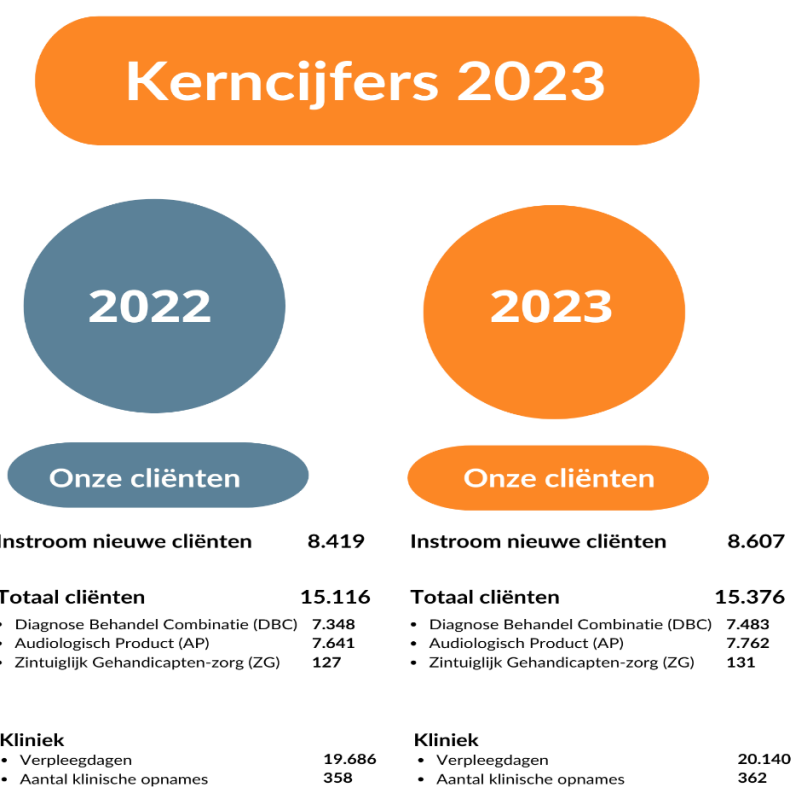 Kerncijfers 2023
2022
Onze cliënten
Instroom nieuwe cliënten 8.419
Totaal cliënten 15.116
• Diagnose Behandel Combinatie (DBC) 7.348
• Audiologisch Product (AP) 7.641
• Zintuiglijk Gehandicapten-zorg (ZG) 127
Kliniek
• Verpleegdagen 19.686
• Aantal klinische opnames 358
2023
Onze cliënten
Instroom nieuwe cliënten 8.607
Totaal cliënten 15.376
• Diagnose Behandel Combinatie (DBC) 7.483
• Audiologisch Product (AP) 7.762
• Zintuiglijk Gehandicapten-zorg (ZG) 131
Kliniek
• Verpleegdagen 20.140
• Aantal klinische opnames 362